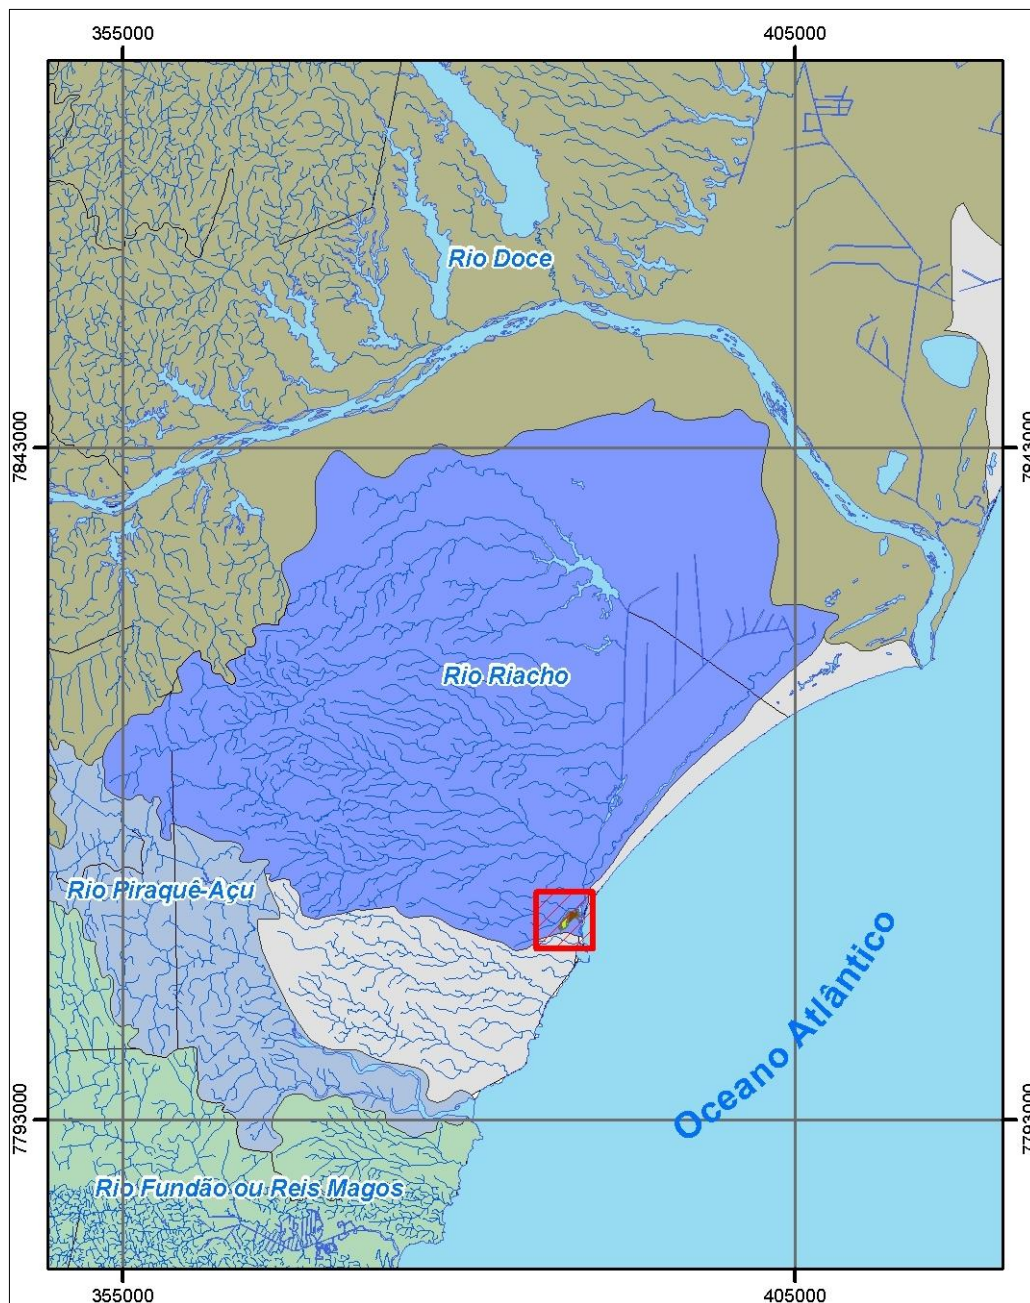 355000
405000
Rio Doce
7843000
7843000
Rio Riacho
Rio Piraquê-Açu
Oceano Atlântico
7793000
7793000
Rio Fundão ou Reis Magos
355000
405000